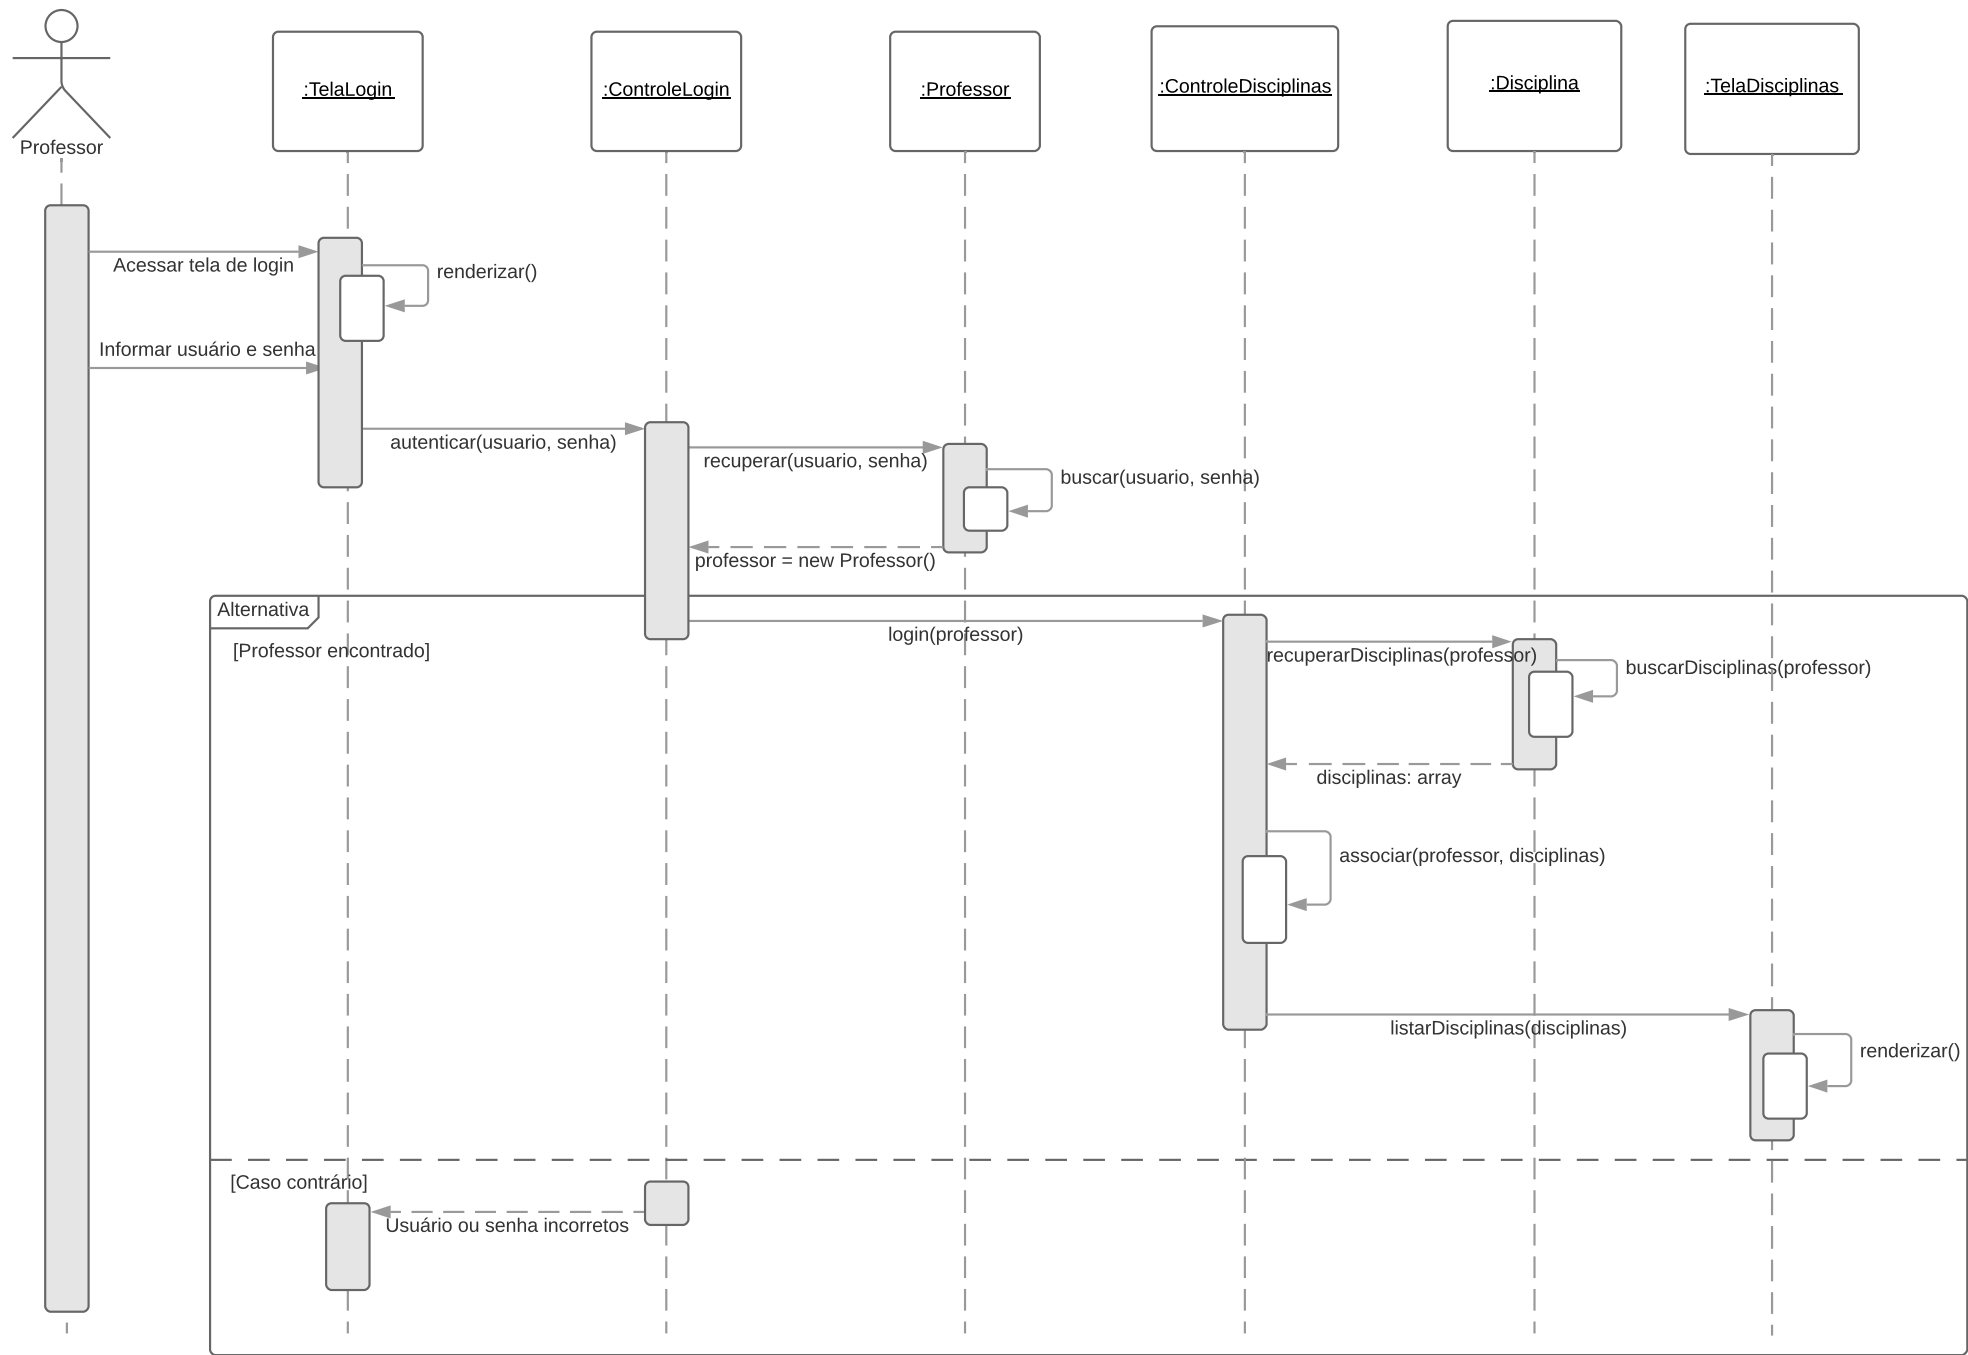 Professor
:TelaLogin
:ControleLogin
:Professor
:ControleDisciplinas
:Disciplina
:TelaDisciplinas
Acessar tela de login
renderizar()
Informar usuário e senha
autenticar(usuario, senha)
recuperar(usuario, senha)
buscar(usuario, senha)
professor = new Professor()
Alternativa
[Professor encontrado]
login(professor)
recuperarDisciplinas(professor)
buscarDisciplinas(professor)
disciplinas: array
associar(professor, disciplinas)
listarDisciplinas(disciplinas)
renderizar()
[Caso contrário]
Usuário ou senha incorretos